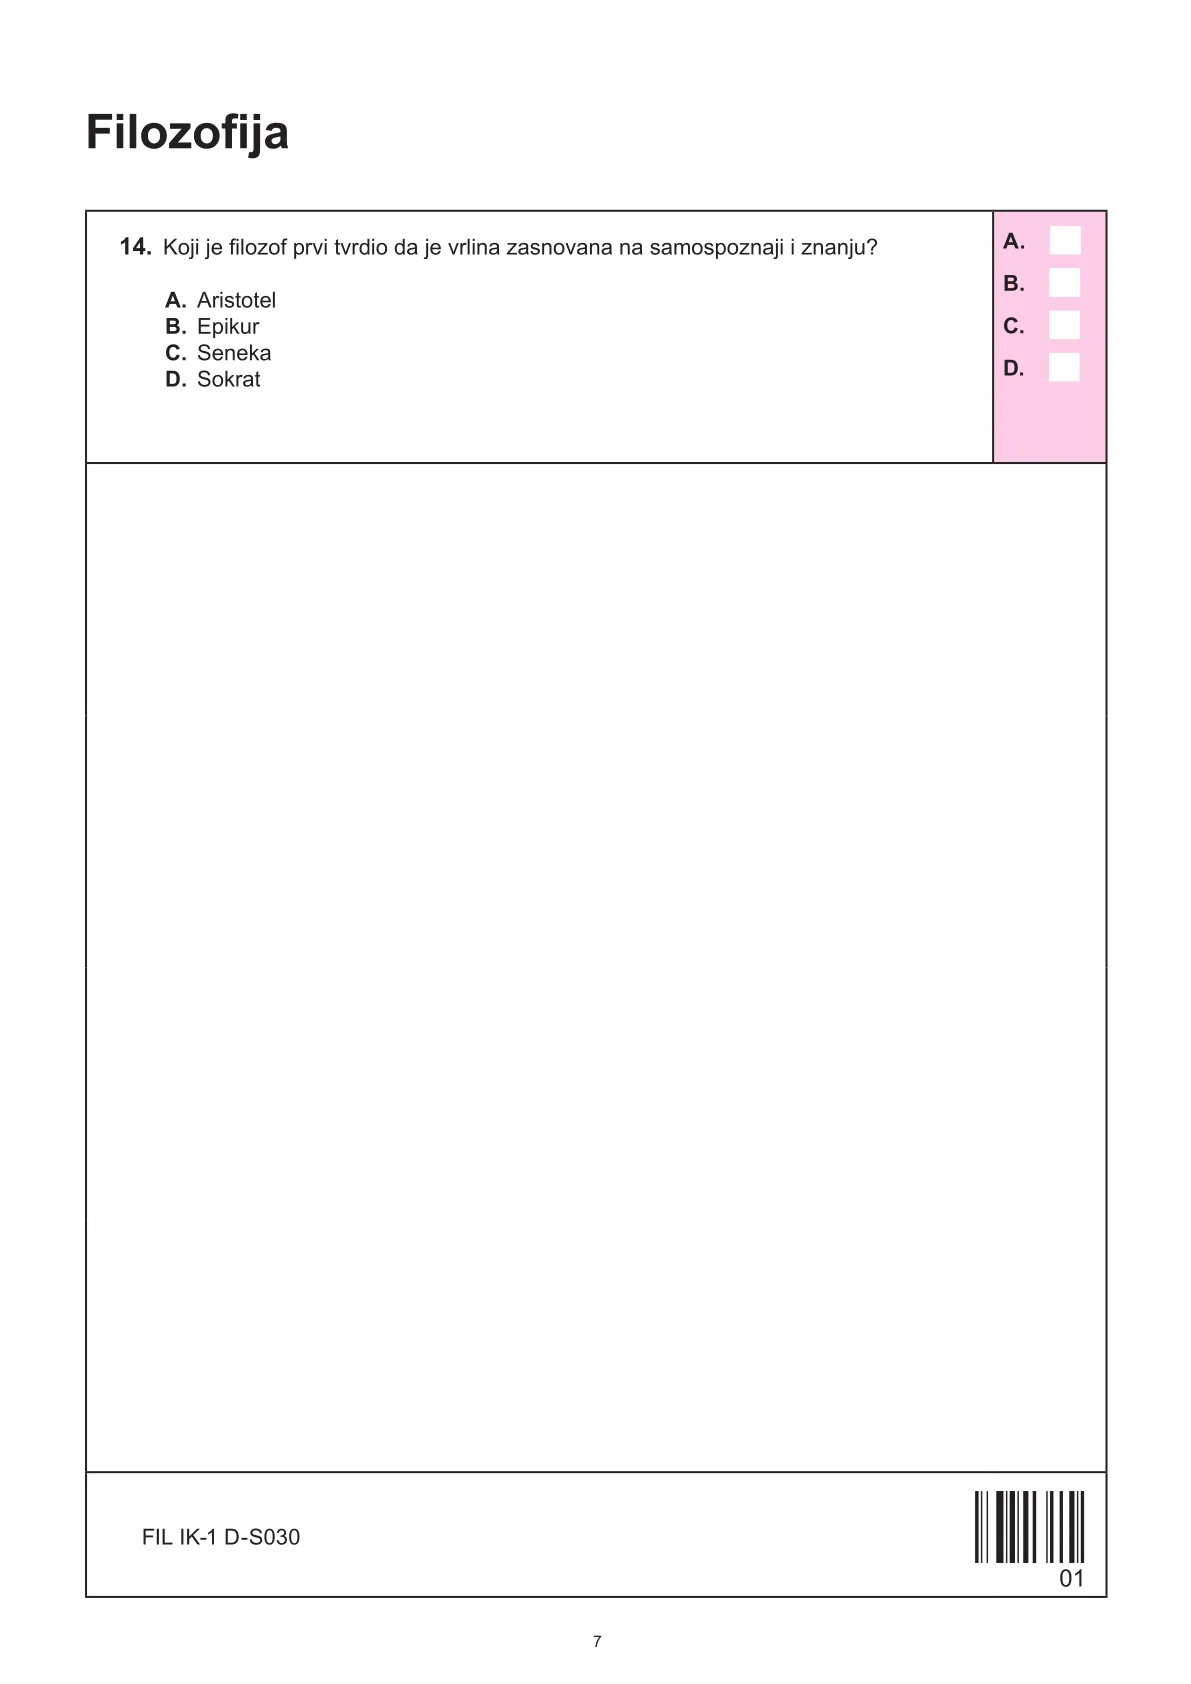 Filozofija
14. Koji je filozof prvi tvrdio da je vrlina zasnovana na samospoznaji i znanju?
A. Aristotel
B. Epikur
C. Seneka
D. Sokrat
A.
B.
C.
D.
FIL IK-1 D-S030
01
7